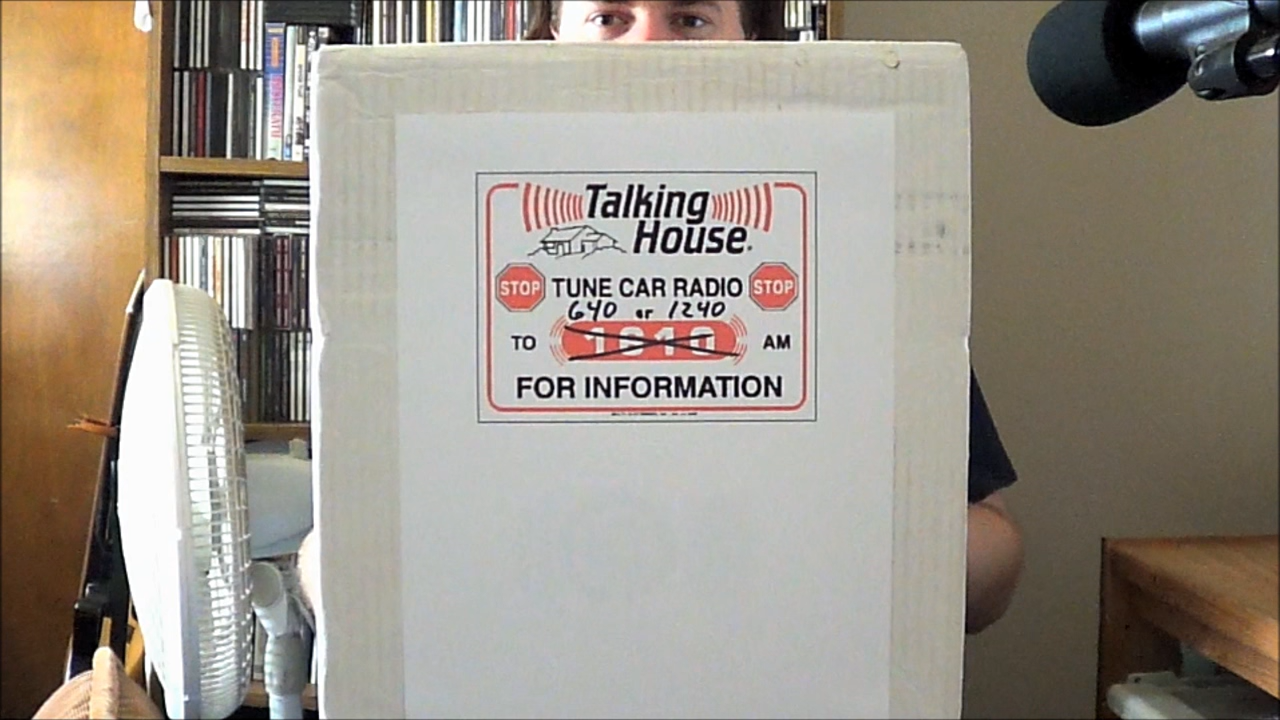 Talking
House
STOP TUNE CAR RADIO STOP
640 or 1240
TO 1610 AM
FOR INFORMATION